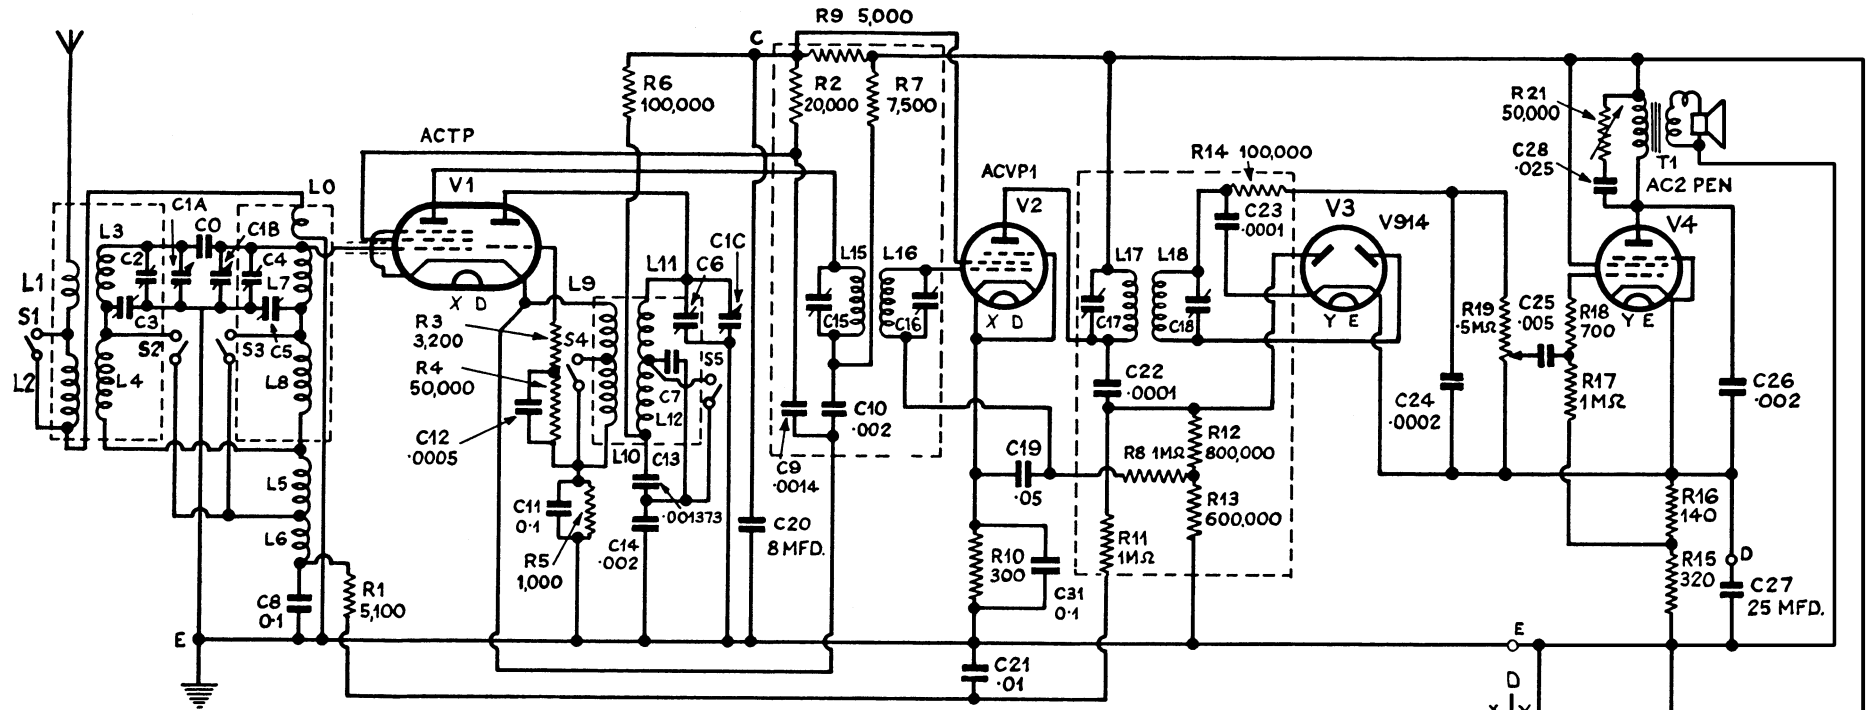 R9 5,000
C
R6
100,000
R2
20,000
R7
7,500
ACTP
V1
X D
L0
C1A
C0
C1B
L3
C2
C4
L7
L1
S1
C3
S2
S3
C5
L2
L4
L8
L5
L6
C8
0.1
R1
5,100
E
R3
3,200
R4
50,000
C12
.0005
L9
S4
L11
C6
C1C
S5
C7
L12
L10
C13
.001373
C11
0.1
R5
1,000
C14
.002
C20
8 MFD.
L15
C15
L16
C16
C9
.0014
C10
.002
ACVP1
V2
X D
C19
.05
R10
300
C31
0.1
C21
.01
R14 100,000
C23
.0001
L17
L18
C17
C18
C22
.0001
R8 1MΩ
R12
800,000
R13
600,000
R11
1MΩ
V3
V914
Y E
R19
.5MΩ
C25
.005
R18
700
R17
1MΩ
C24
.0002
R21
50,000
C28
.025
T1
AC2 PEN
V4
Y E
C26
.002
R16
140
R15
320
D
C27
25 MFD.
E
D
X Y